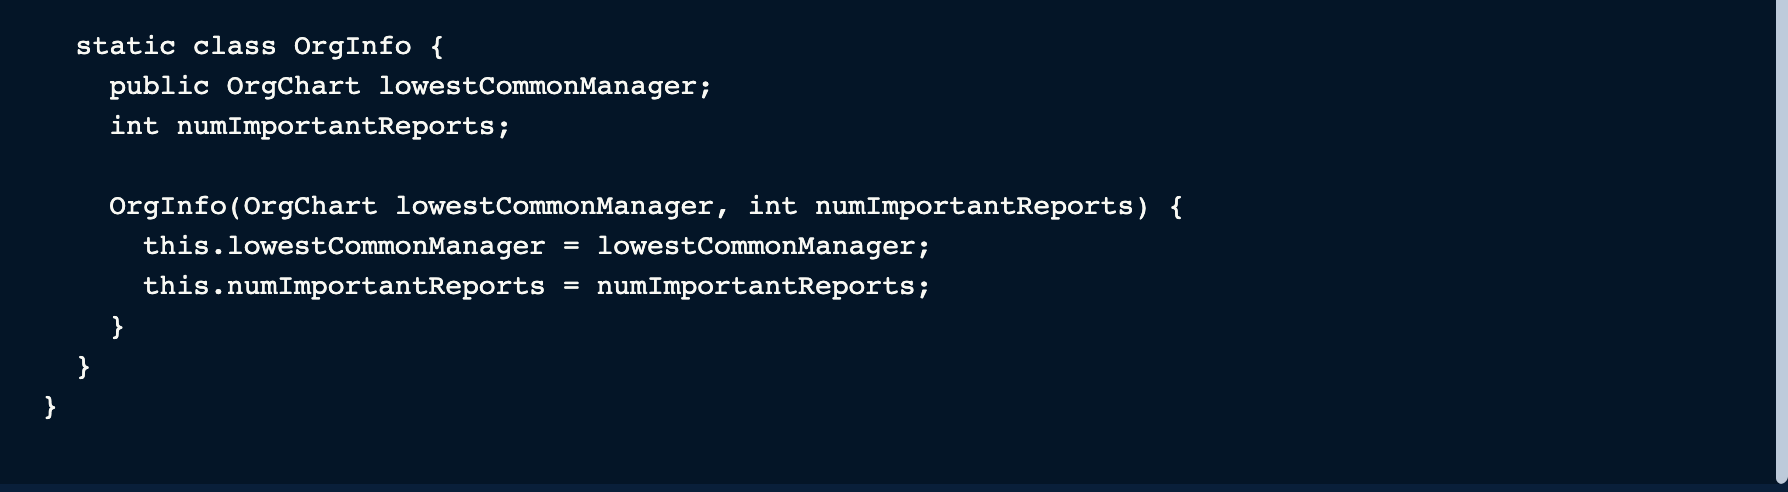 static class OrgInfo {
public OrgChart lowestCommonManager;
int numImportantReports;
OrgInfo(OrgChart lowestCommonManager, int numImportantReports) {
this.lowestCommonManager = lowestCommonManager;
this.numImportantReports = numImportantReports;
}
}
}